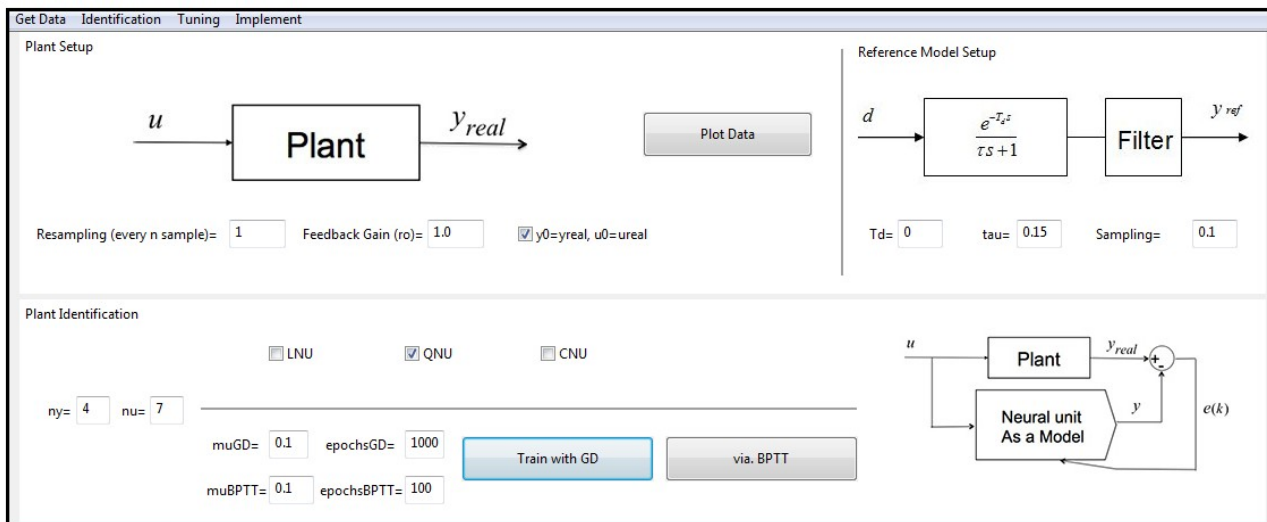 Get Data Identification Tuning Implement
Plant Setup
u
Plant
y_real
Plot Data
Resampling (every n sample)= 1 Feedback Gain (ro)= 1.0 y0=yreal, u0=ureal
Reference Model Setup
d
e^{-T_d s}
τs+1
Filter
y ref
Td= 0 tau= 0.15 Sampling= 0.1
Plant Identification
LNU QNU CNU
ny= 4 nu= 7
muGD= 0.1 epochsGD= 1000 Train with GD via. BPTT
muBPTT= 0.1 epochsBPTT= 100
u
Plant
y_real
+
-
Neural unit
As a Model
y
e(k)